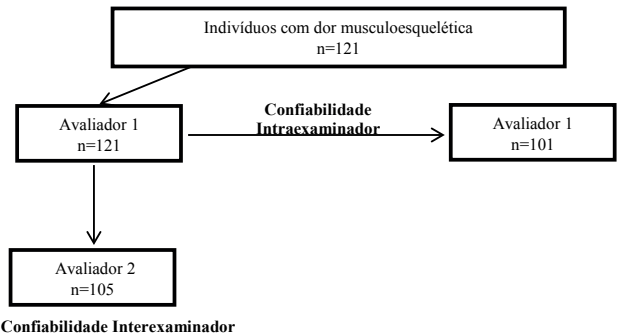 Indivíduos com dor musculoesquelética
n=121
Avaliador 1
n=121
Confiabilidade
Intraexaminador
Avaliador 1
n=101
Avaliador 2
n=105
Confiabilidade Interexaminador